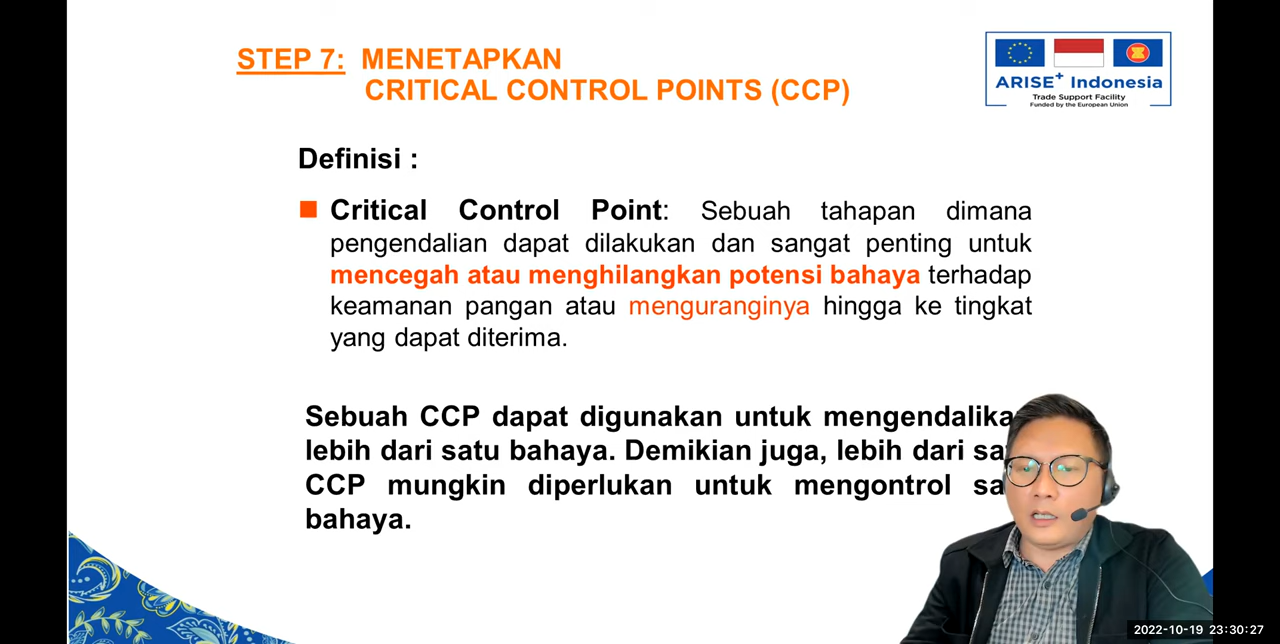 STEP 7: MENETAPKAN
CRITICAL CONTROL POINTS (CCP)
ARISE+ Indonesia
Trade Support Facility
Funded by the European Union
Definisi :
Critical Control Point: Sebuah tahapan dimana
pengendalian dapat dilakukan dan sangat penting untuk
mencegah atau menghilangkan potensi bahaya terhadap
keamanan pangan atau menguranginya hingga ke tingkat
yang dapat diterima.
Sebuah CCP dapat digunakan untuk
lebih dari satu bahaya. Demikian juga, lebih dari
CCP mungkin diperlukan untuk mengontrol
bahaya.
2022-10-19 23:30:27